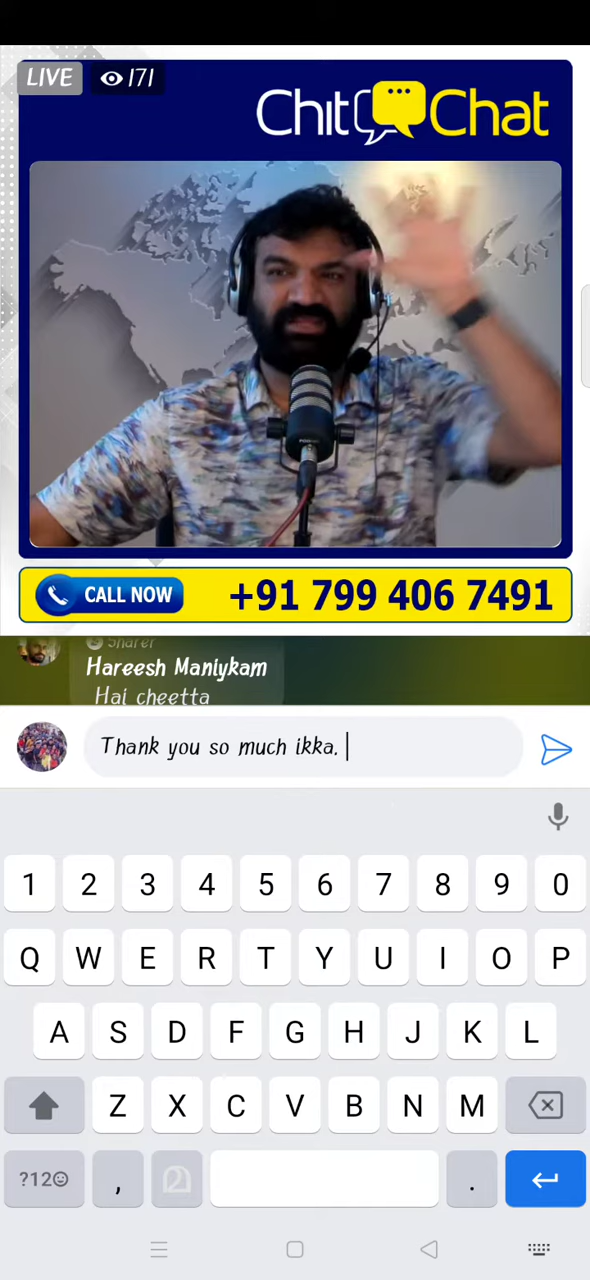 LIVE 171
Chit Chat
CALL NOW +91 799 406 7491
Sharer
Hareesh Maniykam
Hai cheetta
Thank you so much ikka.
1 2 3 4 5 6 7 8 9 0
Q W E R T Y U I O P
A S D F G H J K L
Z X C V B N M
?12☺ , മ .